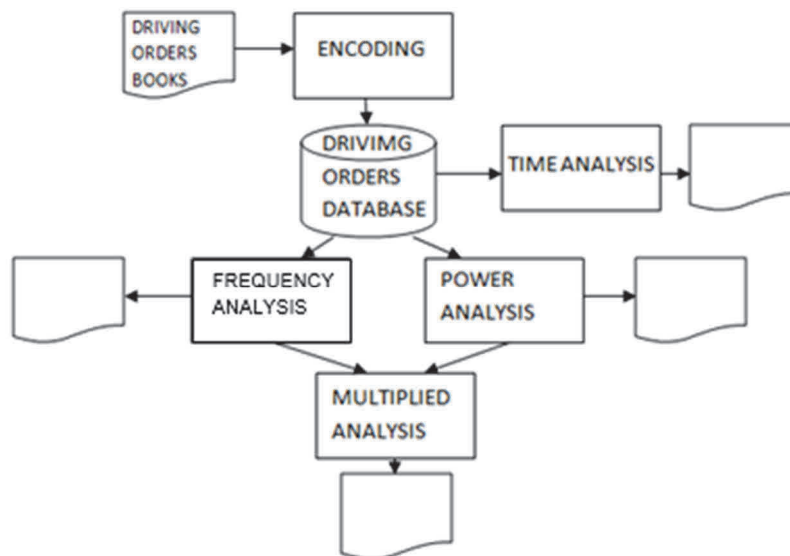 DRIVING
ORDERS
BOOKS
ENCODING
DRIVIMG
ORDERS
DATABASE
TIME ANALYSIS
FREQUENCY
ANALYSIS
POWER
ANALYSIS
MULTIPLIED
ANALYSIS